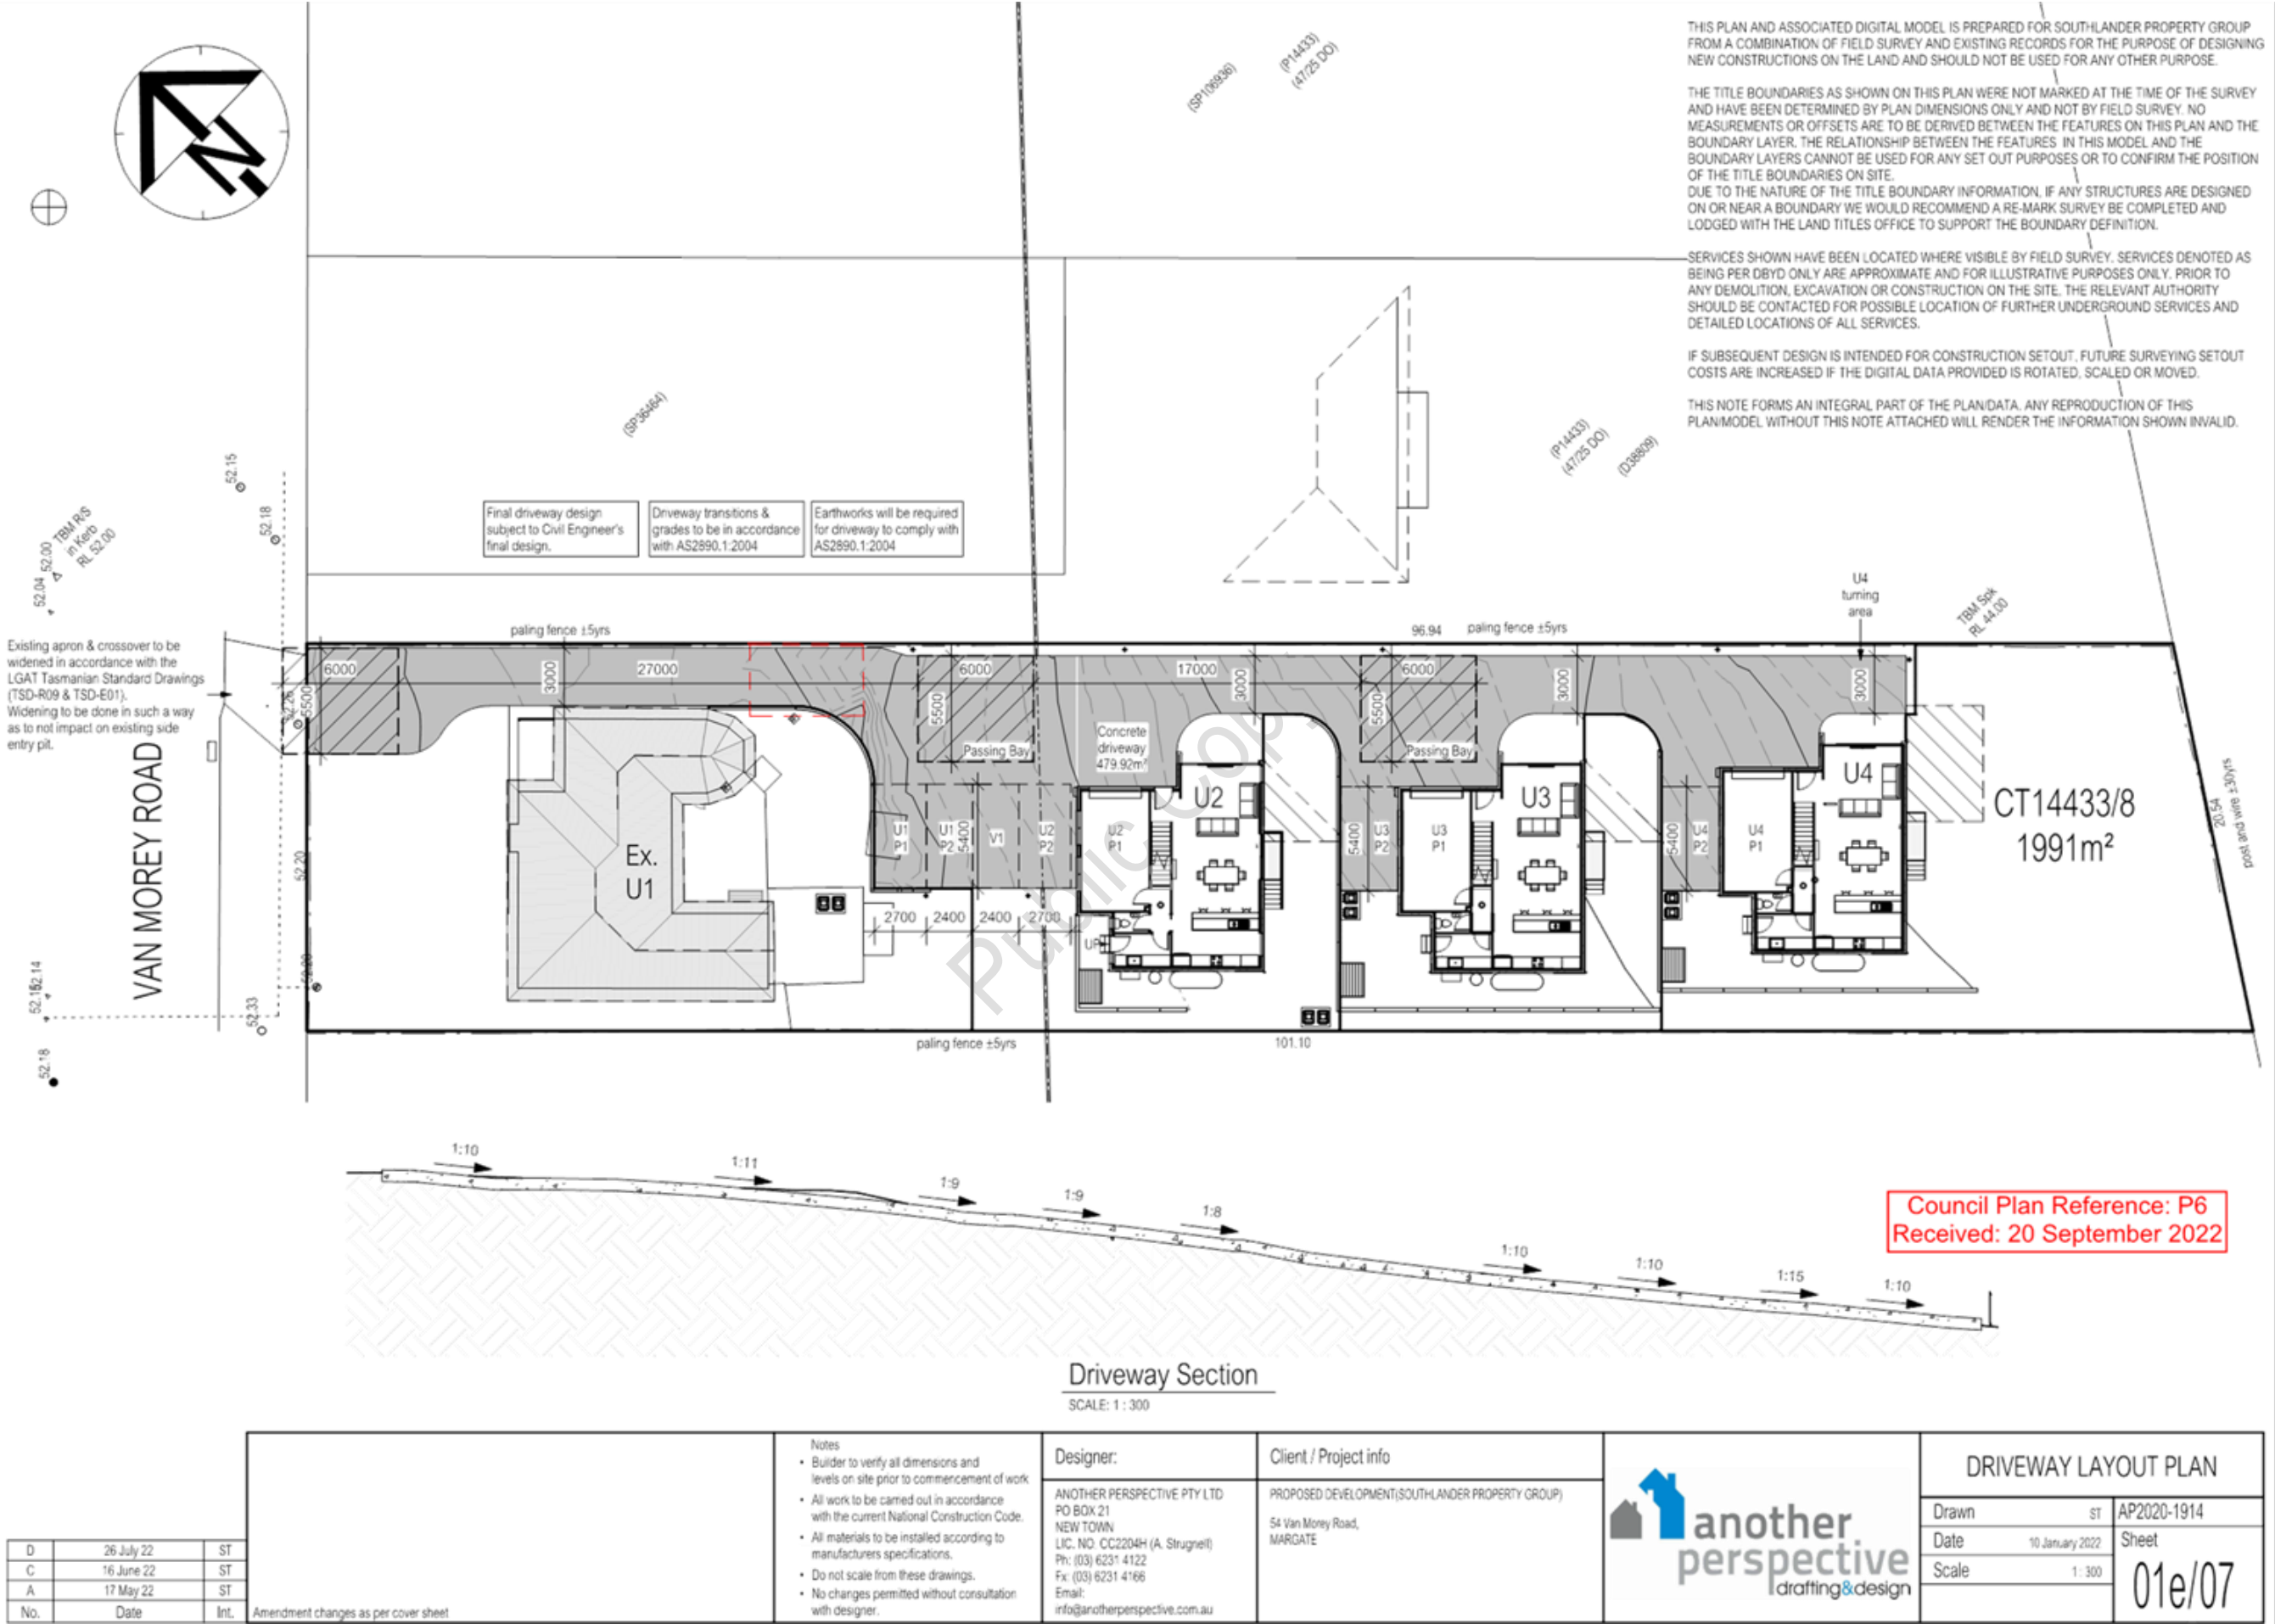 THIS PLAN AND ASSOCIATED DIGITAL MODEL IS PREPARED FOR SOUTHLANDER PROPERTY GROUP
FROM A COMBINATION OF FIELD SURVEY AND EXISTING RECORDS FOR THE PURPOSE OF DESIGNING
NEW CONSTRUCTIONS ON THE LAND AND SHOULD NOT BE USED FOR ANY OTHER PURPOSE.
THE TITLE BOUNDARIES AS SHOWN ON THIS PLAN WERE NOT MARKED AT THE TIME OF THE SURVEY
AND HAVE BEEN DETERMINED BY PLAN DIMENSIONS ONLY AND NOT BY FIELD SURVEY. NO
MEASUREMENTS OR OFFSETS ARE TO BE DERIVED BETWEEN THE FEATURES ON THIS PLAN AND THE
BOUNDARY LAYER. THE RELATIONSHIP BETWEEN THE FEATURES IN THIS MODEL AND THE
BOUNDARY LAYERS CANNOT BE USED FOR ANY SET OUT PURPOSES OR TO CONFIRM THE POSITION
OF THE TITLE BOUNDARIES ON SITE.
DUE TO THE NATURE OF THE TITLE BOUNDARY INFORMATION, IF ANY STRUCTURES ARE DESIGNED
ON OR NEAR A BOUNDARY WE WOULD RECOMMEND A RE-MARK SURVEY BE COMPLETED AND
LODGED WITH THE LAND TITLES OFFICE TO SUPPORT THE BOUNDARY DEFINITION.
SERVICES SHOWN HAVE BEEN LOCATED WHERE VISIBLE BY FIELD SURVEY. SERVICES DENOTED AS
BEING PER DBYD ONLY ARE APPROXIMATE AND FOR ILLUSTRATIVE PURPOSES ONLY. PRIOR TO
ANY DEMOLITION, EXCAVATION OR CONSTRUCTION ON THE SITE, THE RELEVANT AUTHORITY
SHOULD BE CONTACTED FOR POSSIBLE LOCATION OF FURTHER UNDERGROUND SERVICES AND
DETAILED LOCATIONS OF ALL SERVICES.
IF SUBSEQUENT DESIGN IS INTENDED FOR CONSTRUCTION SETOUT, FUTURE SURVEYING SETOUT
COSTS ARE INCREASED IF THE DIGITAL DATA PROVIDED IS ROTATED, SCALED OR MOVED.
THIS NOTE FORMS AN INTEGRAL PART OF THE PLAN/DATA. ANY REPRODUCTION OF THIS
PLAN/MODEL WITHOUT THIS NOTE ATTACHED WILL RENDER THE INFORMATION SHOWN INVALID.
N
(SP106936)
(P14433)
(47/25 DO)
(SP36464)
(P14433)
(47/25 DO)
(D38809)
52.15
52.18
TBM R/S
in Kerb
RL 52.00
52.00
52.04
Final driveway design
subject to Civil Engineer's
final design.
Driveway transitions &
grades to be in accordance
with AS2890.1:2004
Earthworks will be required
for driveway to comply with
AS2890.1:2004
U4
turning
area
TBM Spk
RL 44.00
Existing apron & crossover to be
widened in accordance with the
LGAT Tasmanian Standard Drawings
(TSD-R09 & TSD-E01).
Widening to be done in such a way
as to not impact on existing side
entry pit.
paling fence ±5yrs
96.94
paling fence ±5yrs
6000
3000
27000
6000
17000
3000
6000
3000
3000
5500
5500
5500
Passing Bay
Passing Bay
Concrete
driveway
479.92m²
VAN MOREY ROAD
52.20
52.14
52.33
52.18
Ex.
U1
U1
P1
U1
P2
5400
V1
U2
P2
U2
P1
U2
5400
U3
P2
U3
P1
U3
5400
U4
P2
U4
P1
U4
2700
2400
2400
2700
UP
CT14433/8
1991m²
20.54
post and wire ±30yrs
Public Copy
paling fence ±5yrs
101.10
1:10
1:11
1:9
1:9
1:8
1:10
1:10
1:15
1:10
Council Plan Reference: P6
Received: 20 September 2022
Driveway Section
SCALE: 1 : 300
D 26 July 22 ST
C 16 June 22 ST
A 17 May 22 ST
No. Date Int.
Amendment changes as per cover sheet
Notes
• Builder to verify all dimensions and
levels on site prior to commencement of work
• All work to be carried out in accordance
with the current National Construction Code.
• All materials to be installed according to
manufacturers specifications.
• Do not scale from these drawings.
• No changes permitted without consultation
with designer.
Designer:
ANOTHER PERSPECTIVE PTY LTD
PO BOX 21
NEW TOWN
LIC. NO. CC2204H (A. Strugnell)
Ph: (03) 6231 4122
Fx: (03) 6231 4166
Email:
info@anotherperspective.com.au
Client / Project info
PROPOSED DEVELOPMENT(SOUTHLANDER PROPERTY GROUP)
54 Van Morey Road,
MARGATE
another
perspective
drafting&design
DRIVEWAY LAYOUT PLAN
Drawn ST
AP2020-1914
Date 10 January 2022
Sheet
Scale 1 : 300
01e/07